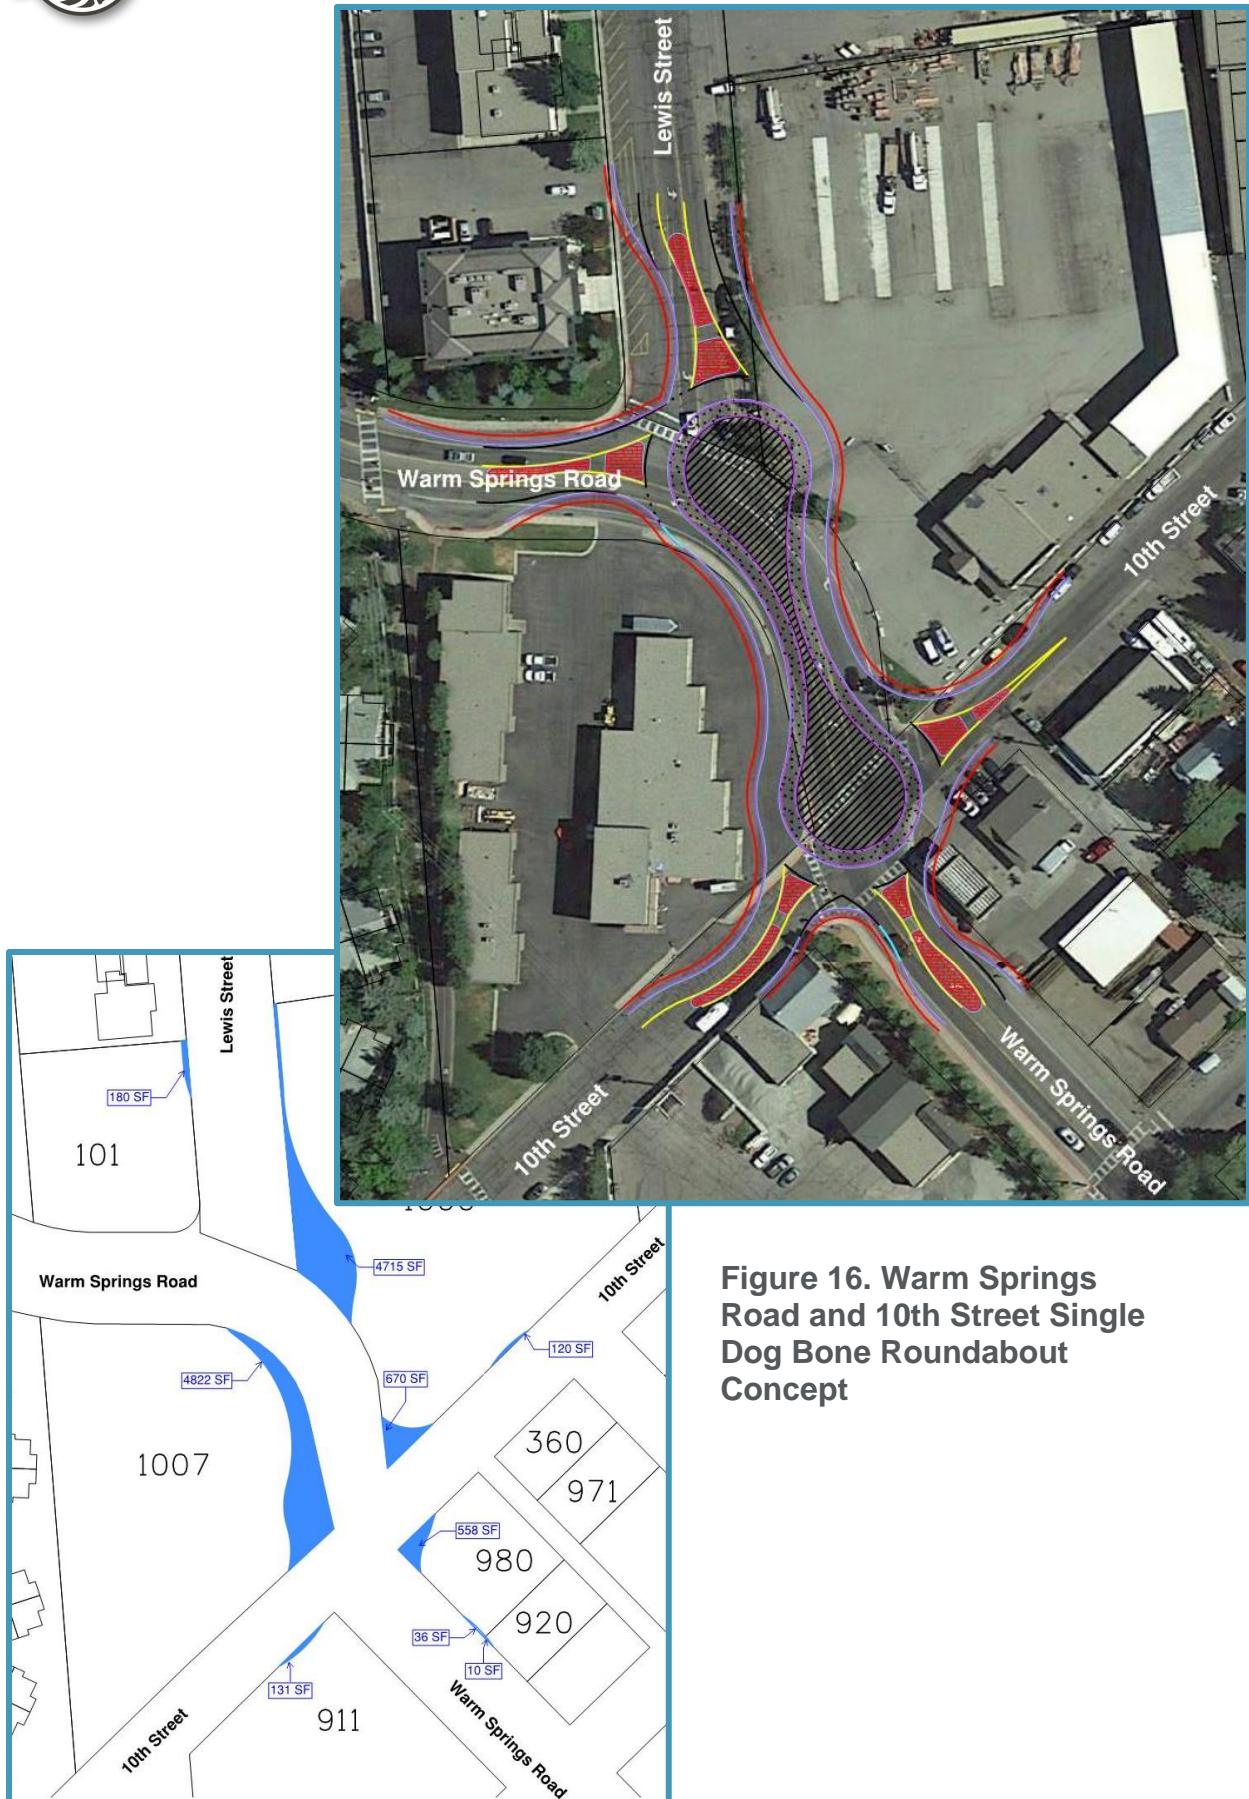 Lewis Street
Warm Springs Road
10th Street
10th Street
Warm Springs Road
Lewis Street
180 SF
101
4715 SF
Warm Springs Road
10th Street
120 SF
4822 SF
670 SF
360
1007
971
558 SF
980
920
36 SF
10 SF
131 SF
911
10th Street
Warm Springs Road
Figure 16. Warm Springs
Road and 10th Street Single
Dog Bone Roundabout
Concept